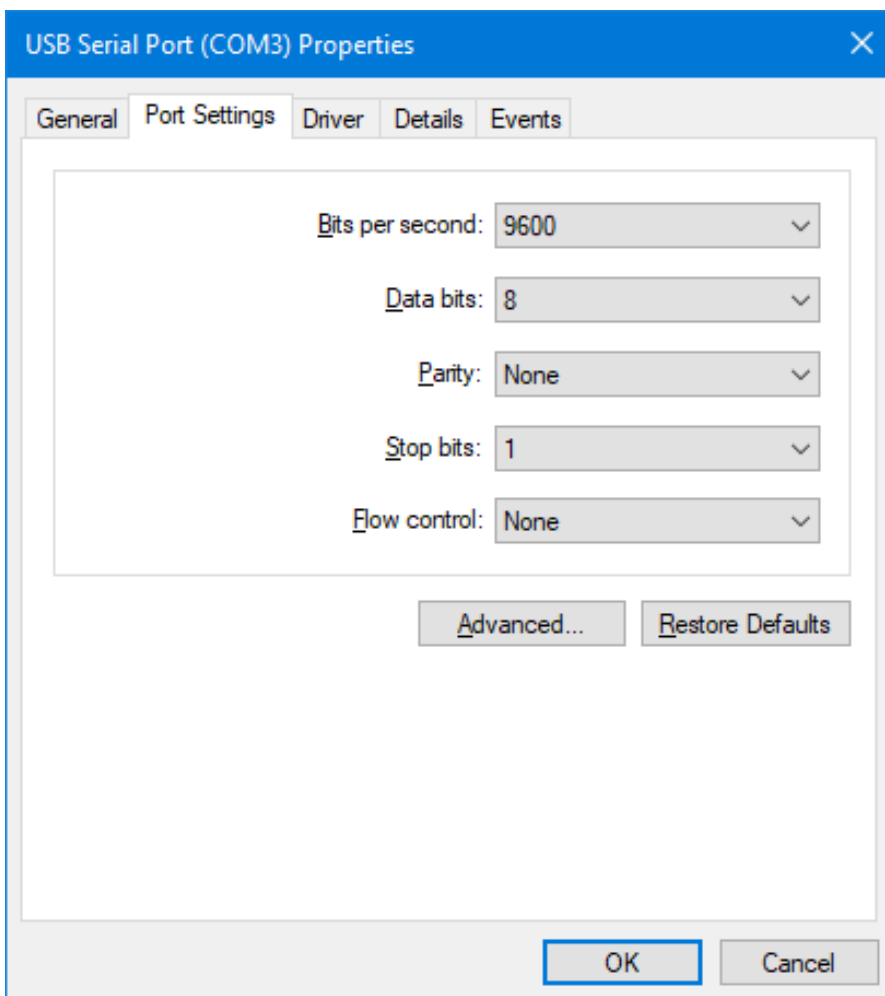 USB Serial Port (COM3) Properties
General Port Settings Driver Details Events
Bits per second: 9600
Data bits: 8
Parity: None
Stop bits: 1
Flow control: None
Advanced... Restore Defaults
OK Cancel